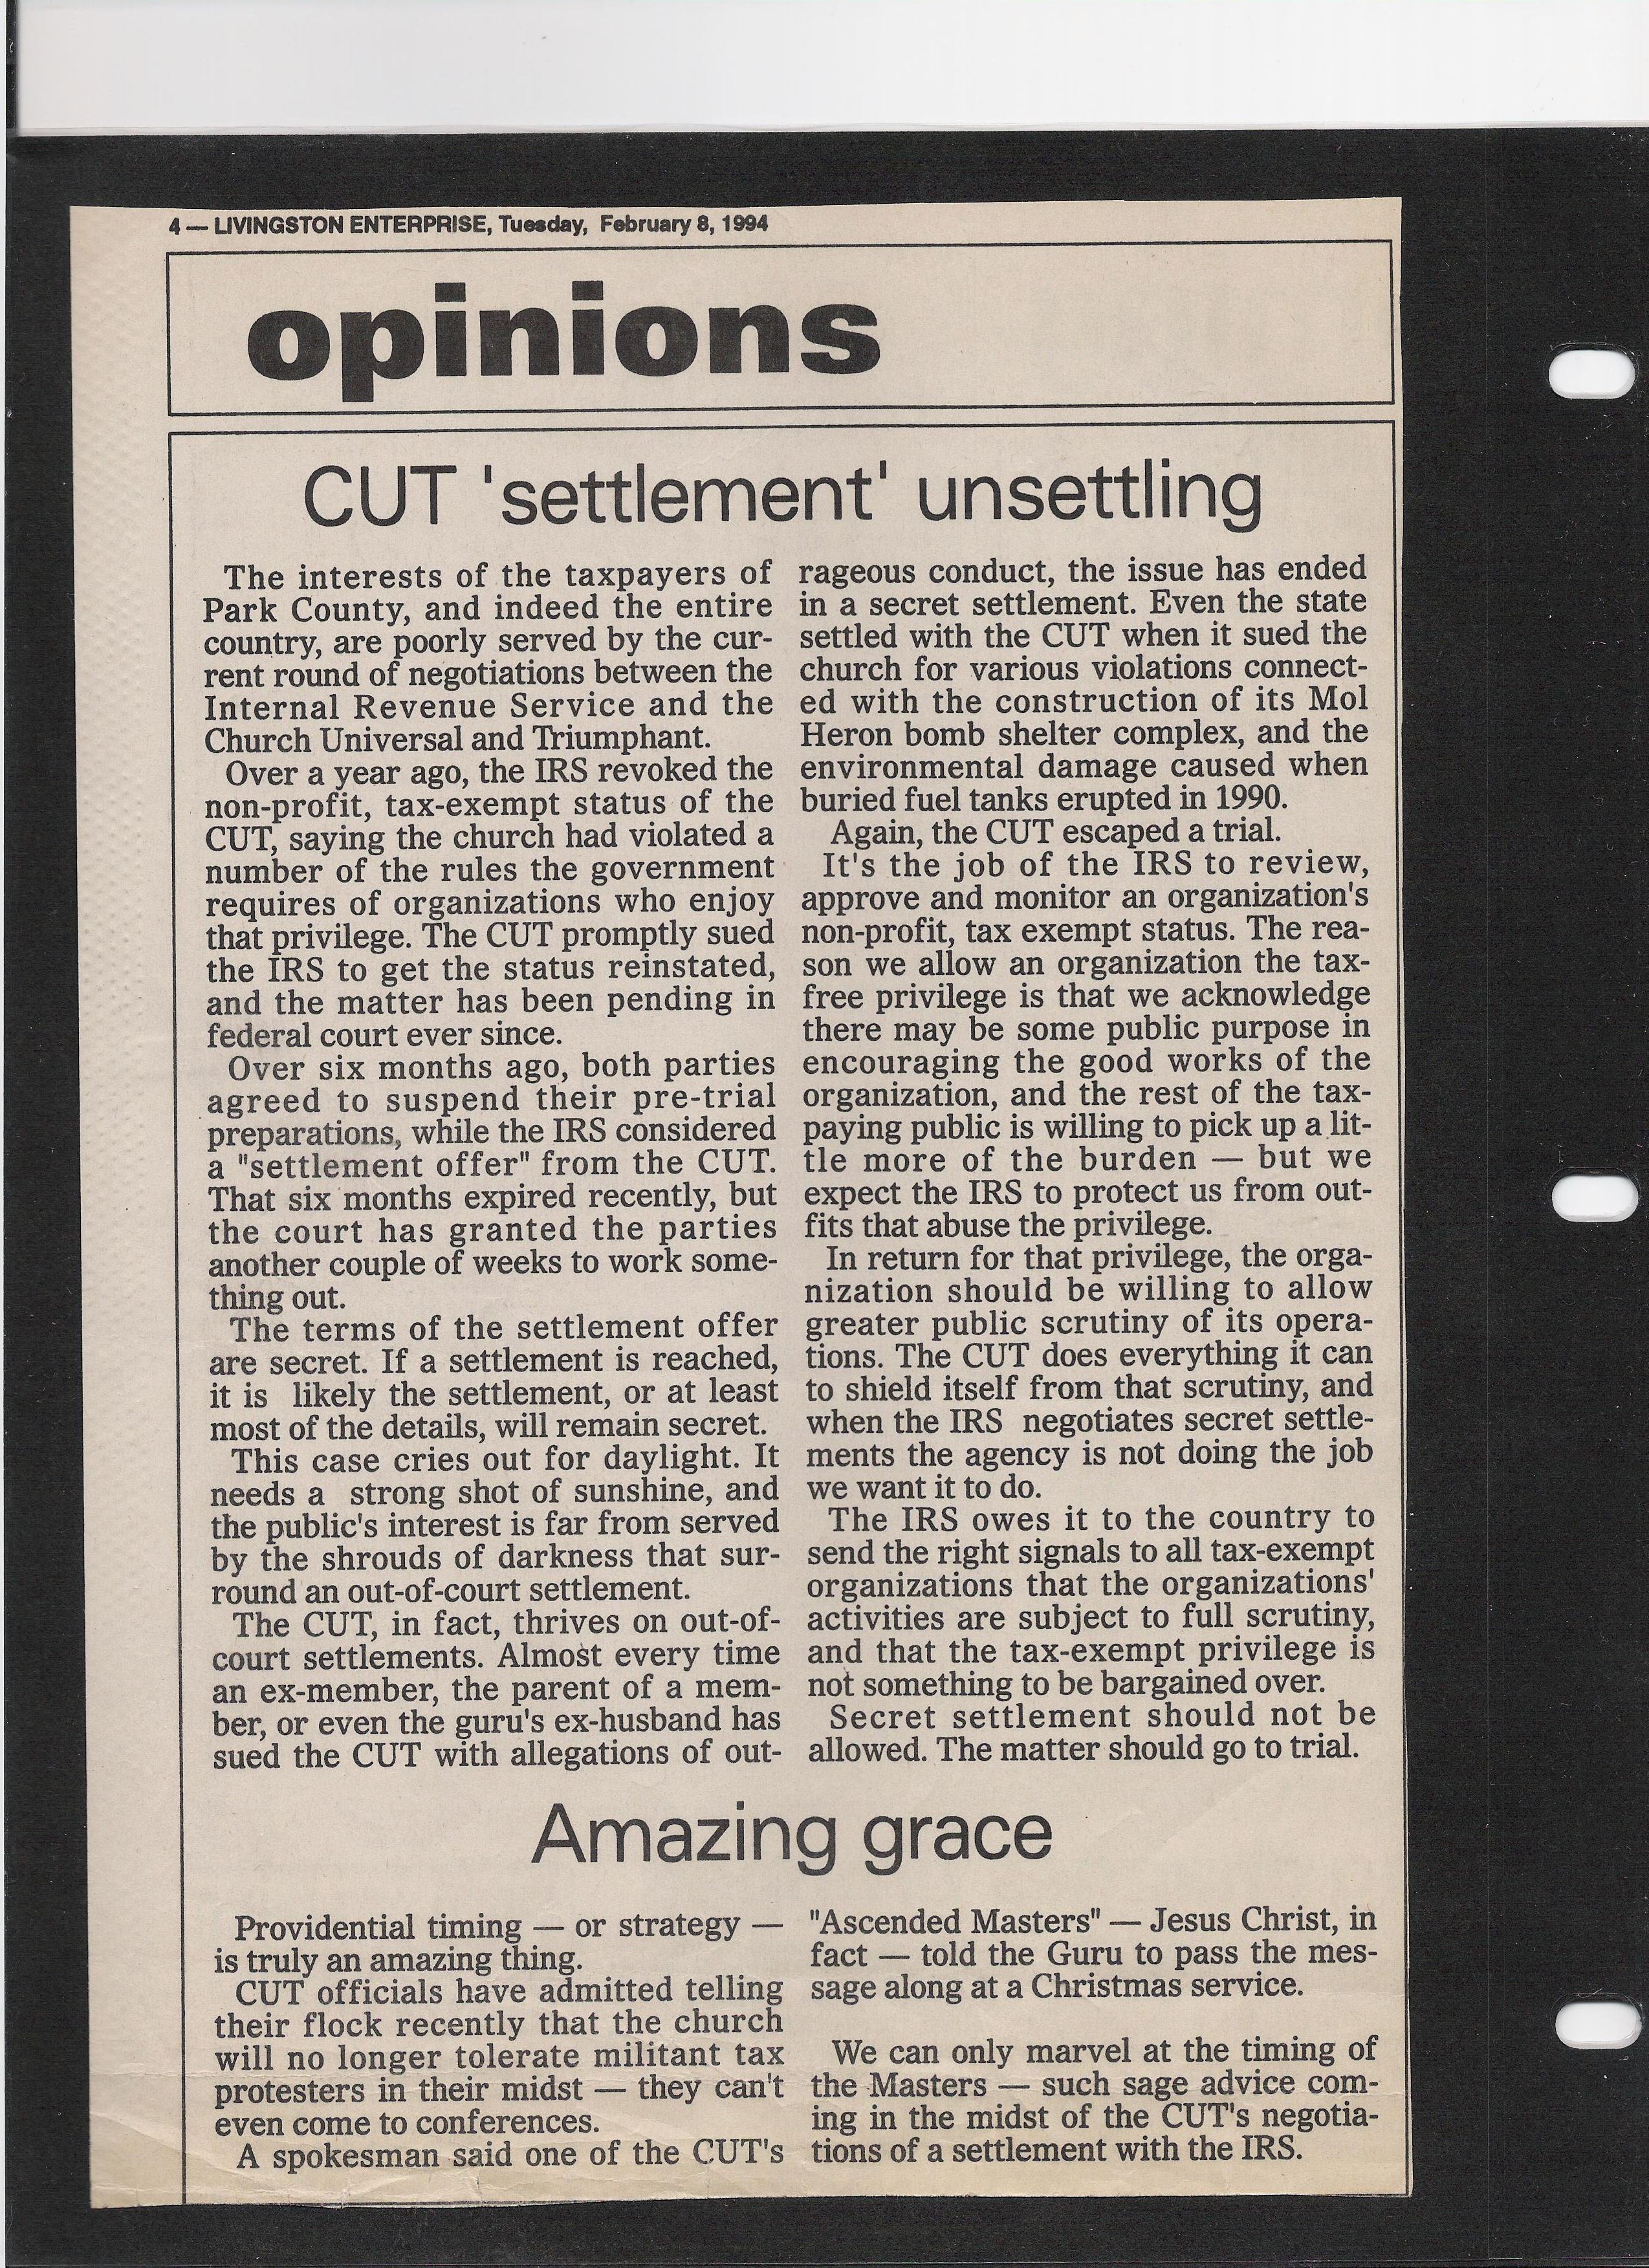 4 — LIVINGSTON ENTERPRISE, Tuesday, February 8, 1994
opinions
CUT 'settlement' unsettling
The interests of the taxpayers of
Park County, and indeed the entire
country, are poorly served by the cur-
rent round of negotiations between the
Internal Revenue Service and the
Church Universal and Triumphant.
Over a year ago, the IRS revoked the
non-profit, tax-exempt status of the
CUT, saying the church had violated a
number of the rules the government
requires of organizations who enjoy
that privilege. The CUT promptly sued
the IRS to get the status reinstated,
and the matter has been pending in
federal court ever since.
Over six months ago, both parties
agreed to suspend their pre-trial
preparations, while the IRS considered
a "settlement offer" from the CUT.
That six months expired recently, but
the court has granted the parties
another couple of weeks to work some-
thing out.
The terms of the settlement offer
are secret. If a settlement is reached,
it is likely the settlement, or at least
most of the details, will remain secret.
This case cries out for daylight. It
needs a strong shot of sunshine, and
the public's interest is far from served
by the shrouds of darkness that sur-
round an out-of-court settlement.
The CUT, in fact, thrives on out-of-
court settlements. Almost every time
an ex-member, the parent of a mem-
ber, or even the guru's ex-husband has
sued the CUT with allegations of out-
rageous conduct, the issue has ended
in a secret settlement. Even the state
settled with the CUT when it sued the
church for various violations connect-
ed with the construction of its Mol
Heron bomb shelter complex, and the
environmental damage caused when
buried fuel tanks erupted in 1990.
Again, the CUT escaped a trial.
It's the job of the IRS to review,
approve and monitor an organization's
non-profit, tax exempt status. The rea-
son we allow an organization the tax-
free privilege is that we acknowledge
there may be some public purpose in
encouraging the good works of the
organization, and the rest of the tax-
paying public is willing to pick up a lit-
tle more of the burden — but we
expect the IRS to protect us from out-
fits that abuse the privilege.
In return for that privilege, the orga-
nization should be willing to allow
greater public scrutiny of its opera-
tions. The CUT does everything it can
to shield itself from that scrutiny, and
when the IRS negotiates secret settle-
ments the agency is not doing the job
we want it to do.
The IRS owes it to the country to
send the right signals to all tax-exempt
organizations that the organizations'
activities are subject to full scrutiny,
and that the tax-exempt privilege is
not something to be bargained over.
Secret settlement should not be
allowed. The matter should go to trial.
Amazing grace
Providential timing — or strategy —
is truly an amazing thing.
CUT officials have admitted telling
their flock recently that the church
will no longer tolerate militant tax
protesters in their midst — they can't
even come to conferences.
A spokesman said one of the CUT's
"Ascended Masters" — Jesus Christ, in
fact — told the Guru to pass the mes-
sage along at a Christmas service.
We can only marvel at the timing of
the Masters — such sage advice com-
ing in the midst of the CUT's negotia-
tions of a settlement with the IRS.